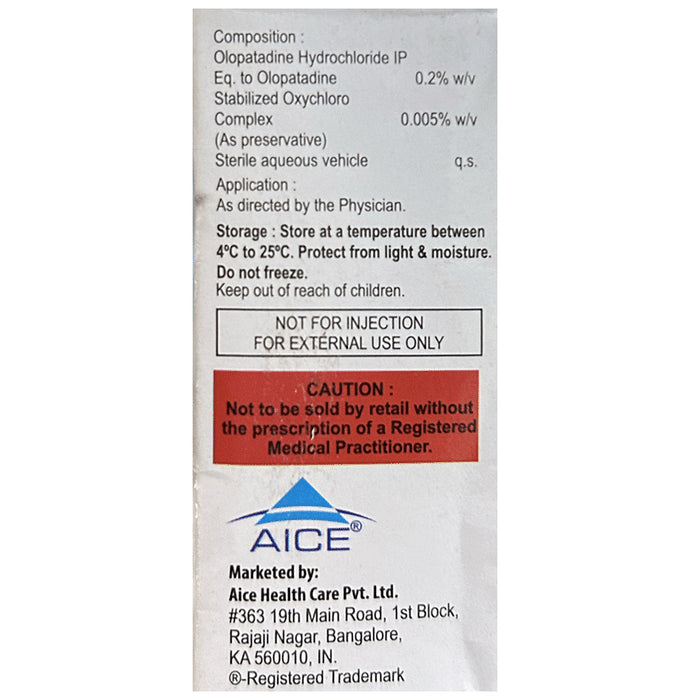 Composition :
Olopatadine Hydrochloride IP
Eq. to Olopatadine 0.2% w/v
Stabilized Oxychloro
Complex 0.005% w/v
(As preservative)
Sterile aqueous vehicle q.s.
Application :
As directed by the Physician.
Storage : Store at a temperature between
4ºC to 25ºC. Protect from light & moisture.
Do not freeze.
Keep out of reach of children.
NOT FOR INJECTION
FOR EXTERNAL USE ONLY
CAUTION :
Not to be sold by retail without
the prescription of a Registered
Medical Practitioner.
AICE®
Marketed by:
Aice Health Care Pvt. Ltd.
#363 19th Main Road, 1st Block,
Rajaji Nagar, Bangalore,
KA 560010, IN.
®-Registered Trademark